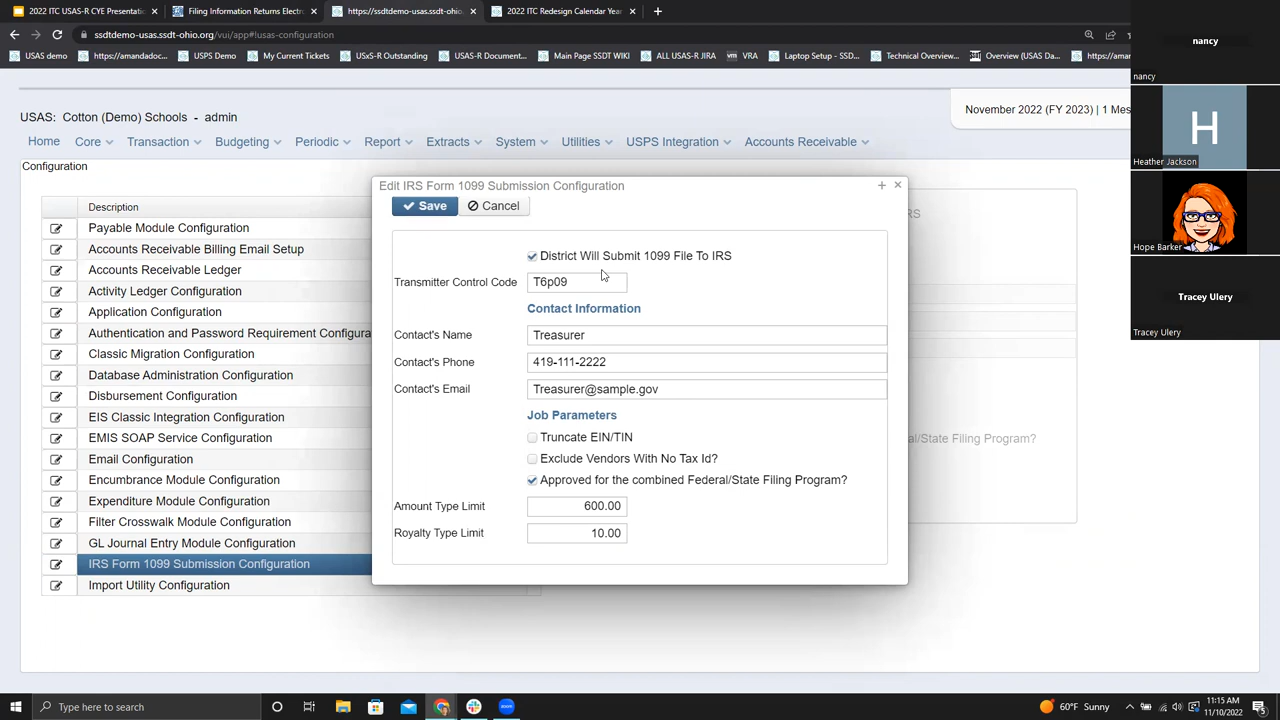 2022 ITC USAS-R CYE Presentatio
Filing Information Returns Electro
https://ssdtdemo-usas.ssdt-ohio
2022 ITC Redesign Calendar Year
ssdtdemo-usas.ssdt-ohio.org/vui/app#!usas-configuration
USAS demo
https://amandadoc...
USPS Demo
My Current Tickets
USxS-R Outstanding
USAS-R Document...
Main Page SSDT WIKI
ALL USAS-R JIRA
VRA
Laptop Setup - SSD...
Technical Overview...
Overview (USAS Da...
https://am
nancy
nancy
H
Heather Jackson
Hope Barker
Tracey Ulery
Tracey Ulery
USAS: Cotton (Demo) Schools - admin
November 2022 (FY 2023) | 1 Mes
Home
Core
Transaction
Budgeting
Periodic
Report
Extracts
System
Utilities
USPS Integration
Accounts Receivable
Configuration
Description
Payable Module Configuration
Accounts Receivable Billing Email Setup
Accounts Receivable Ledger
Activity Ledger Configuration
Application Configuration
Authentication and Password Requirement Configura
Classic Migration Configuration
Database Administration Configuration
Disbursement Configuration
EIS Classic Integration Configuration
EMIS SOAP Service Configuration
Email Configuration
Encumbrance Module Configuration
Expenditure Module Configuration
Filter Crosswalk Module Configuration
GL Journal Entry Module Configuration
IRS Form 1099 Submission Configuration
Import Utility Configuration
Edit IRS Form 1099 Submission Configuration
Save
Cancel
District Will Submit 1099 File To IRS
Transmitter Control Code T6p09
Contact Information
Contact's Name Treasurer
Contact's Phone 419-111-2222
Contact's Email Treasurer@sample.gov
Job Parameters
Truncate EIN/TIN
Exclude Vendors With No Tax Id?
Approved for the combined Federal/State Filing Program?
Amount Type Limit 600.00
Royalty Type Limit 10.00
RS
al/State Filing Program?
Type here to search
60°F Sunny
11:15 AM
11/10/2022
5